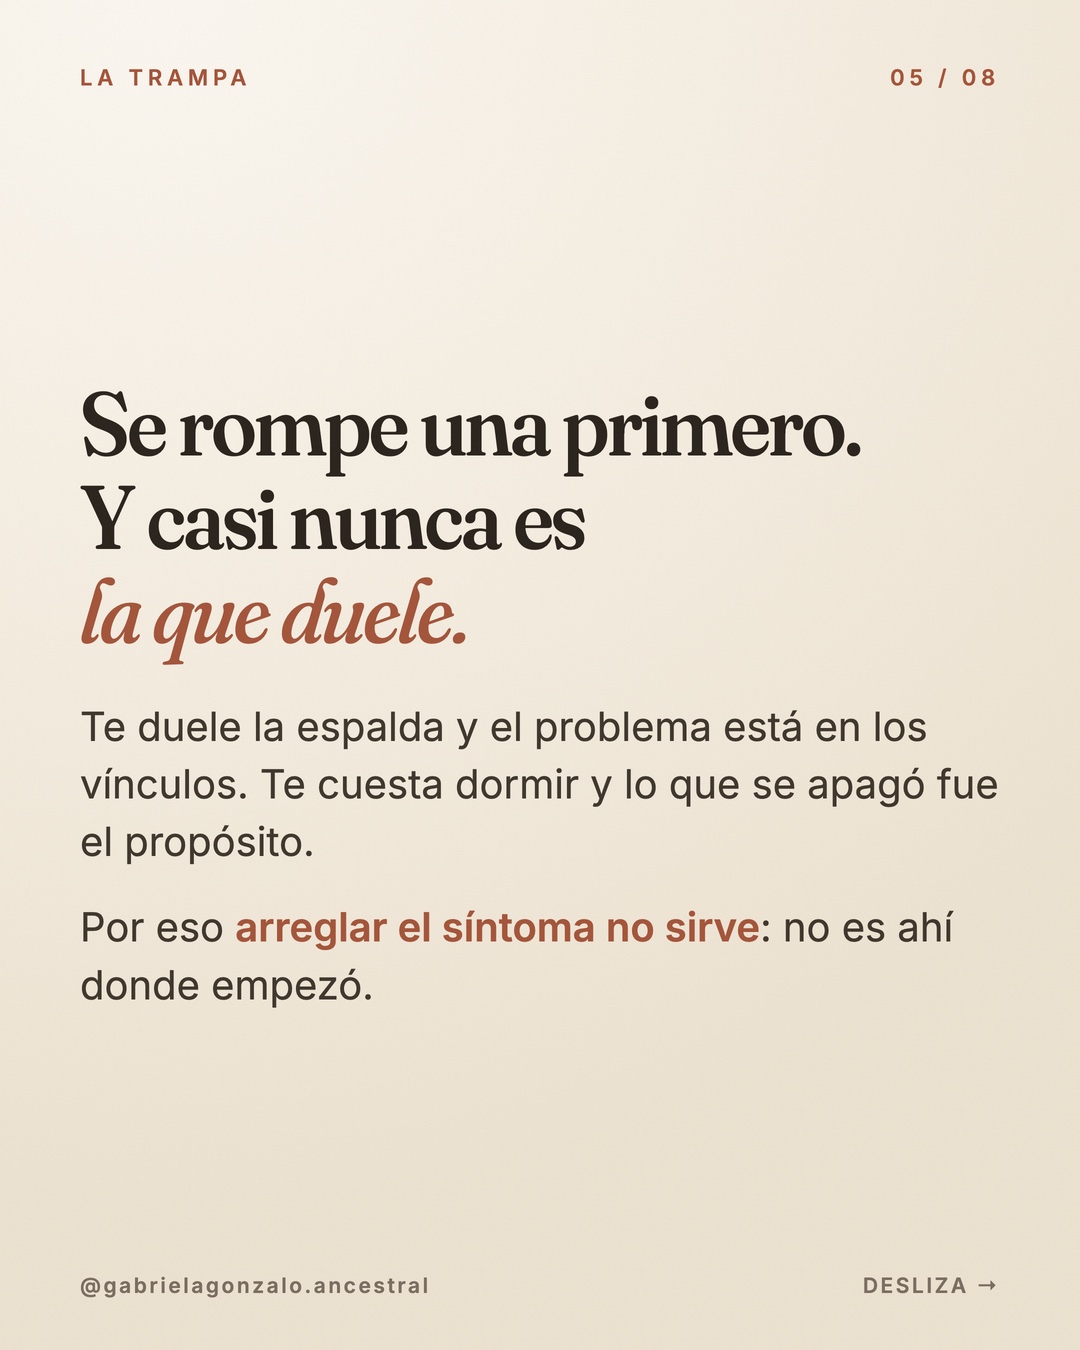 LA TRAMPA
05 / 08
Se rompe una primero.
Y casi nunca es
la que duele.
Te duele la espalda y el problema está en los
vínculos. Te cuesta dormir y lo que se apagó fue
el propósito.
Por eso arreglar el síntoma no sirve: no es ahí
donde empezó.
@gabrielagonzalo.ancestral
DESLIZA →